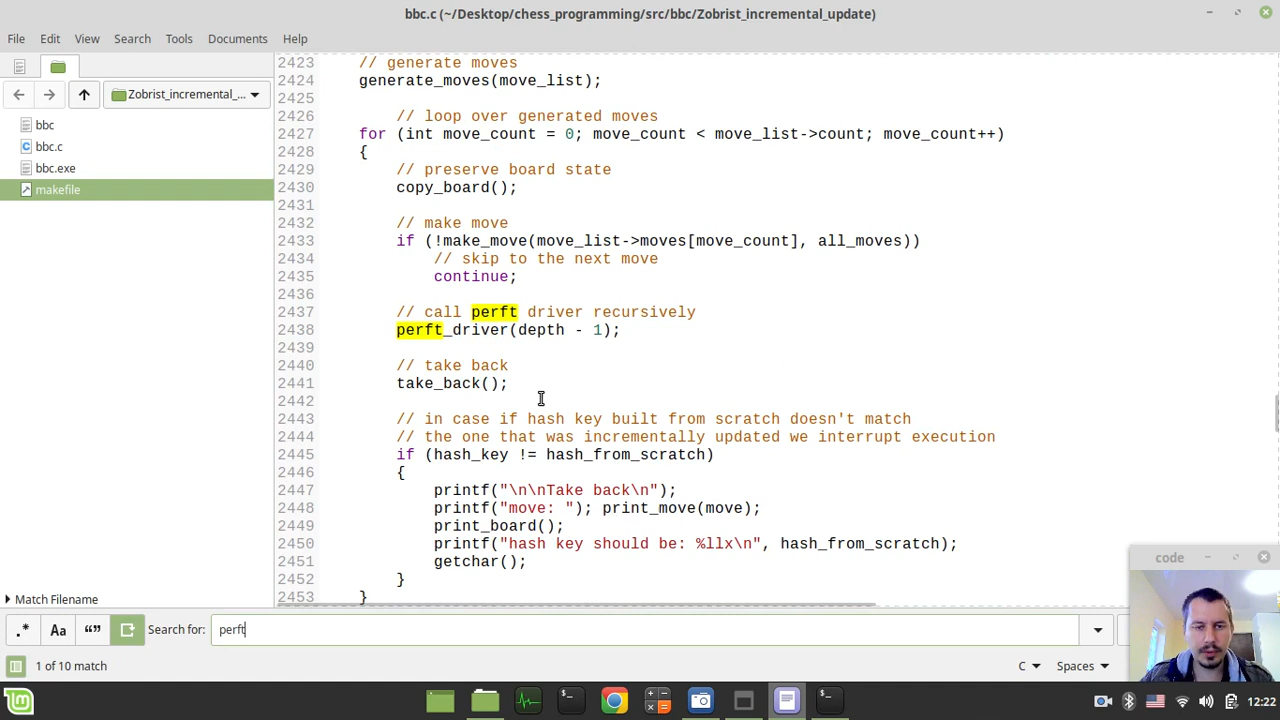 bbc.c (~/Desktop/chess_programming/src/bbc/Zobrist_incremental_update)
File Edit View Search Tools Documents Help
Zobrist_incremental_...
bbc
bbc.c
bbc.exe
makefile
Match Filename
2423 // generate moves
2424 generate_moves(move_list);
2425
2426 // loop over generated moves
2427 for (int move_count = 0; move_count < move_list->count; move_count++)
2428 {
2429 // preserve board state
2430 copy_board();
2431
2432 // make move
2433 if (!make_move(move_list->moves[move_count], all_moves))
2434 // skip to the next move
2435 continue;
2436
2437 // call perft driver recursively
2438 perft_driver(depth - 1);
2439
2440 // take back
2441 take_back();
2442
2443 // in case if hash key built from scratch doesn't match
2444 // the one that was incrementally updated we interrupt execution
2445 if (hash_key != hash_from_scratch)
2446 {
2447 printf("\n\nTake back\n");
2448 printf("move: "); print_move(move);
2449 print_board();
2450 printf("hash key should be: %llx\n", hash_from_scratch);
2451 getchar();
2452 }
2453 }
code
.* Aa “” Search for: perft
1 of 10 match
C Spaces
12:22